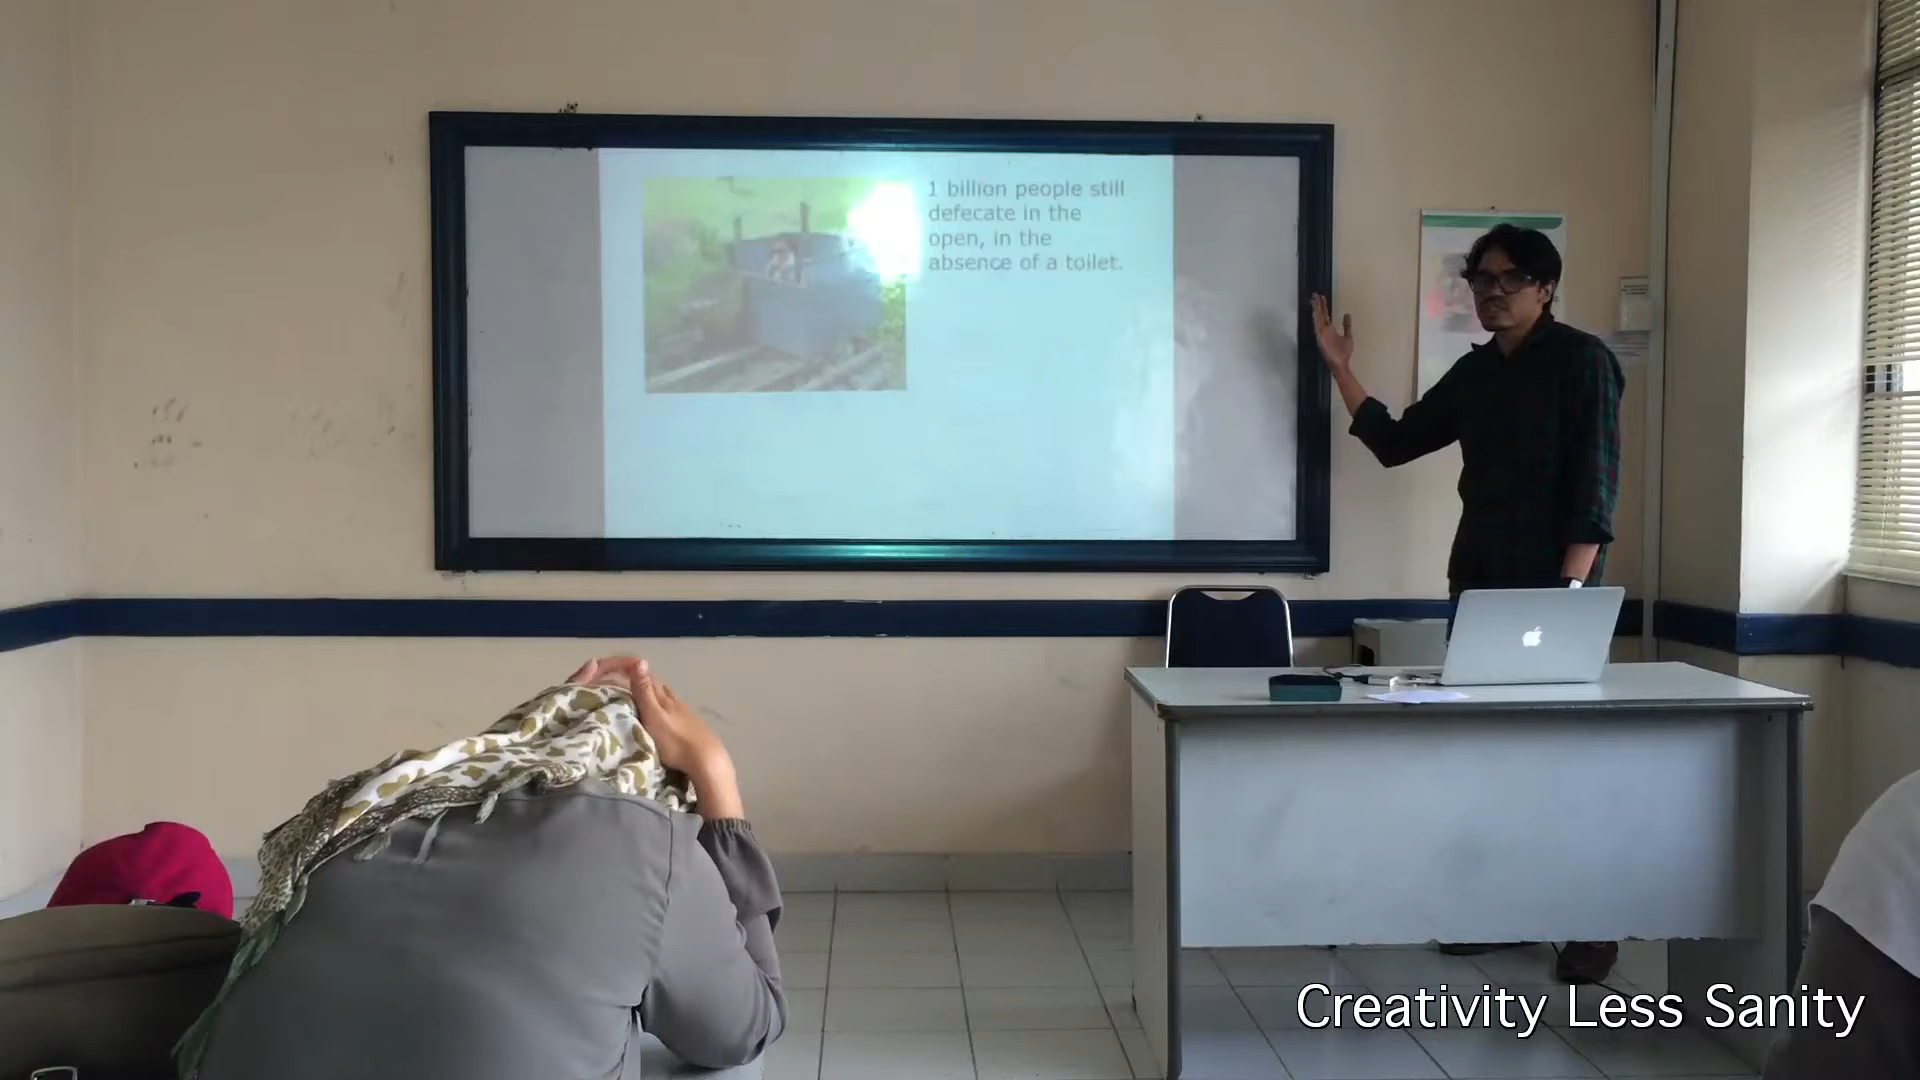 1 billion people still
defecate in the
open, in the
absence of a toilet.
Creativity Less Sanity